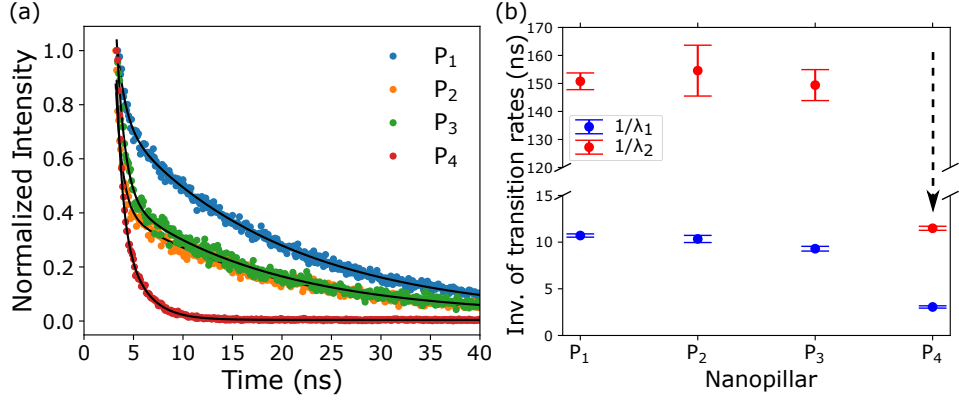 (a)
Normalized Intensity
1.0
0.8
0.6
0.4
0.2
0.0
0 5 10 15 20 25 30 35 40
Time (ns)
P₁
P₂
P₃
P₄
(b)
Inv. of transition rates (ns)
170
160
150
140
130
120
15
10
5
0
1/λ₁
1/λ₂
P₁ P₂ P₃ P₄
Nanopillar